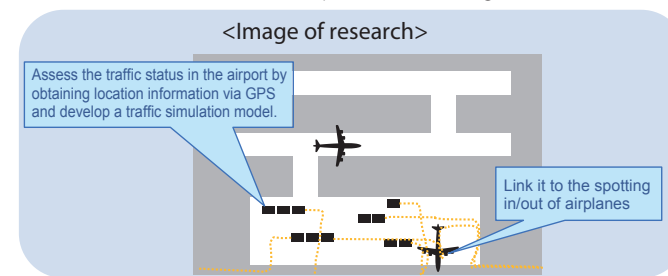 <Image of research>
Assess the traffic status in the airport by
obtaining location information via GPS
and develop a traffic simulation model.
Link it to the spotting
in/out of airplanes